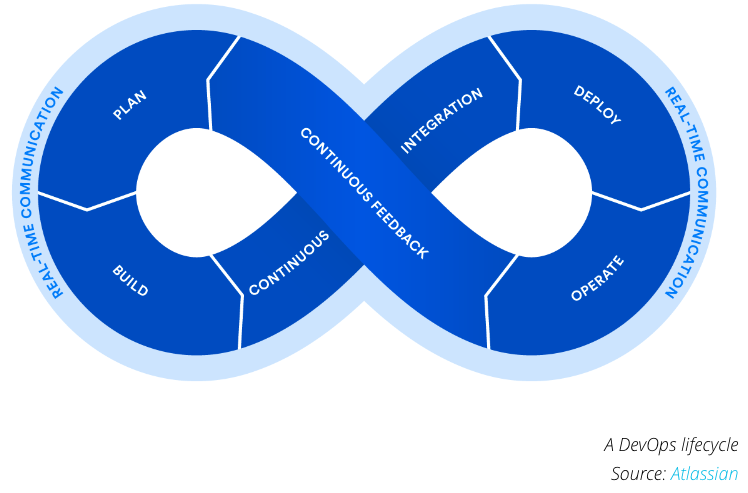 REAL-TIME COMMUNICATION
PLAN
BUILD
CONTINUOUS
INTEGRATION
CONTINUOUS FEEDBACK
DEPLOY
OPERATE
REAL-TIME COMMUNICATION
A DevOps lifecycle
Source: Atlassian